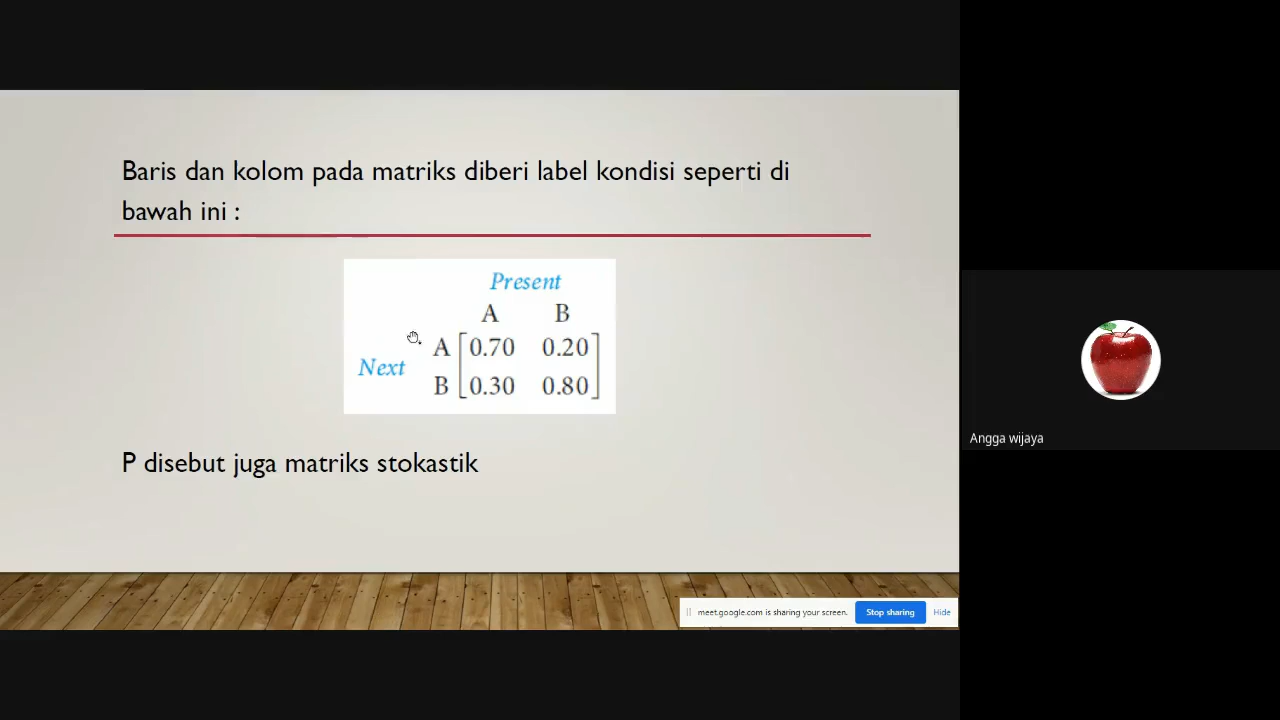 Baris dan kolom pada matriks diberi label kondisi seperti di
bawah ini :
Present
A B
A 0.70 0.20
Next
B 0.30 0.80
P disebut juga matriks stokastik
meet.google.com is sharing your screen. Stop sharing Hide
Angga wijaya